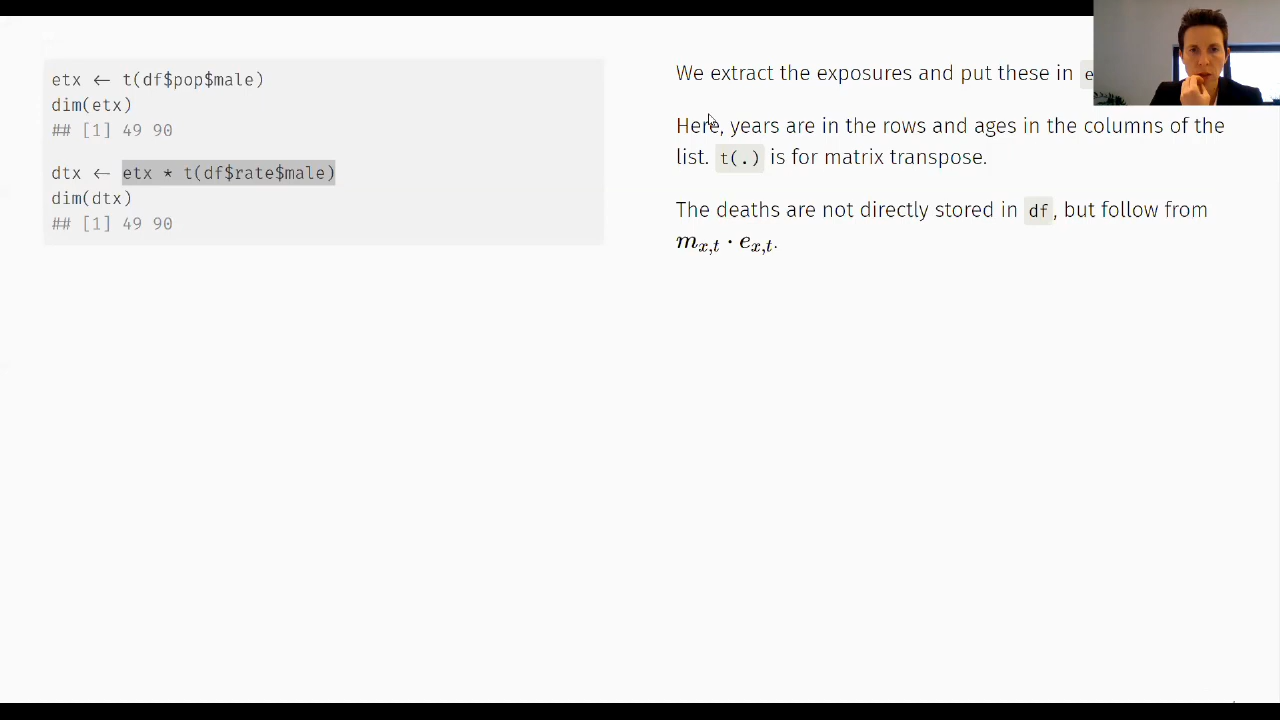 etx ← t(df$pop$male)
dim(etx)
## [1] 49 90
dtx ← etx * t(df$rate$male)
dim(dtx)
## [1] 49 90
We extract the exposures and put these in
Here, years are in the rows and ages in the columns of the
list. t(.) is for matrix transpose.
The deaths are not directly stored in df, but follow from
m_{x,t} · e_{x,t}.